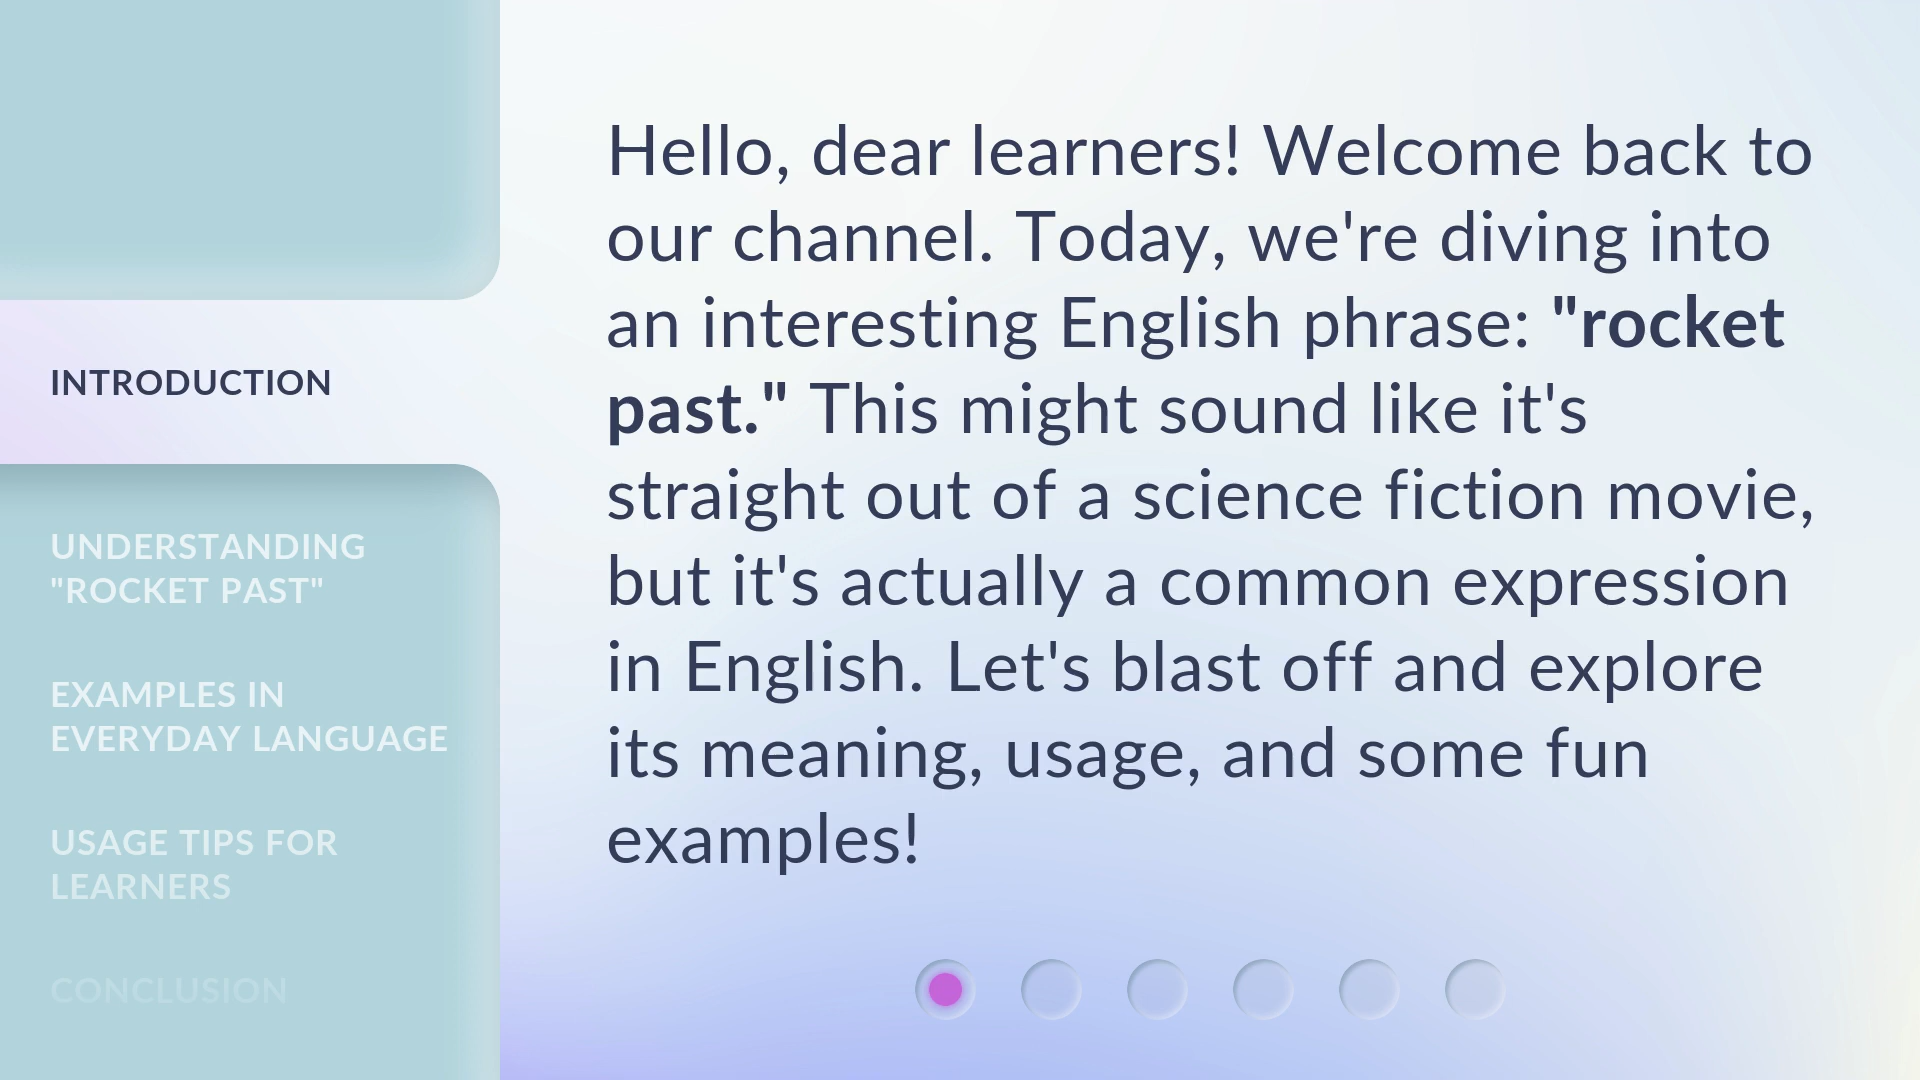 INTRODUCTION
UNDERSTANDING
"ROCKET PAST"
EXAMPLES IN
EVERYDAY LANGUAGE
USAGE TIPS FOR
LEARNERS
CONCLUSION
Hello, dear learners! Welcome back to
our channel. Today, we're diving into
an interesting English phrase: "rocket
past." This might sound like it's
straight out of a science fiction movie,
but it's actually a common expression
in English. Let's blast off and explore
its meaning, usage, and some fun
examples!